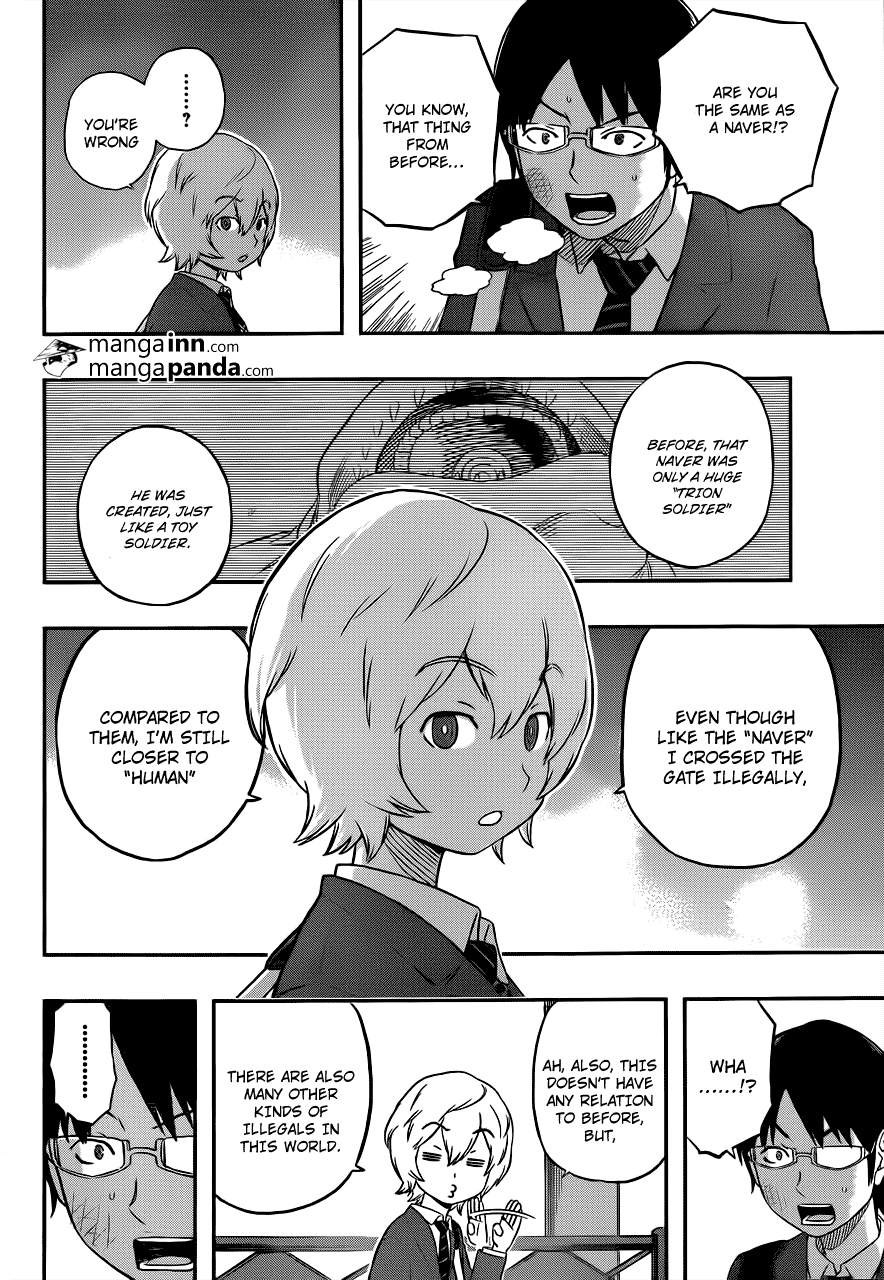 ARE YOU
THE SAME AS
A NAVER!?
YOU KNOW,
THAT THING
FROM
BEFORE...
........?
YOU'RE
WRONG
mangainn.com
mangapanda.com
BEFORE, THAT
NAVER WAS
ONLY A HUGE
"TRION
SOLDIER"
HE WAS
CREATED, JUST
LIKE A TOY
SOLDIER.
EVEN THOUGH
LIKE THE "NAVER"
I CROSSED THE
GATE ILLEGALLY,
COMPARED TO
THEM, I'M STILL
CLOSER TO
"HUMAN"
WHA
......!?
AH, ALSO, THIS
DOESN'T HAVE
ANY RELATION
TO BEFORE,
BUT,
THERE ARE ALSO
MANY OTHER
KINDS OF
ILLEGALS IN
THIS WORLD.
.........